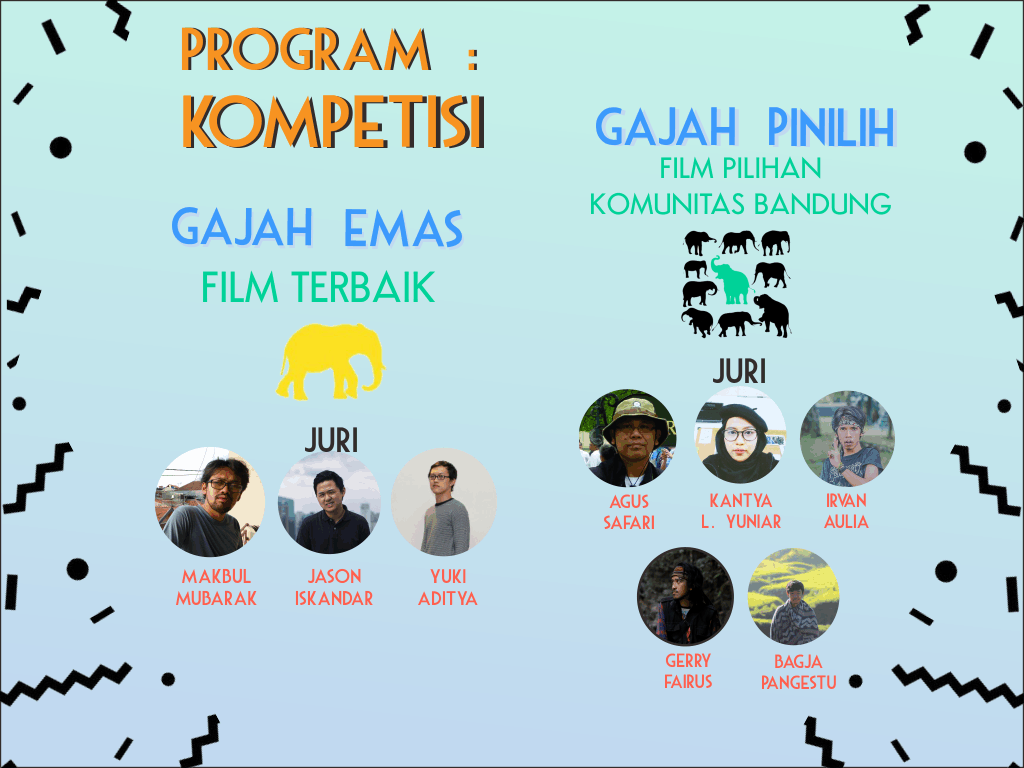 PROGRAM :
KOMPETISI
GAJAH EMAS
FILM TERBAIK
JURI
MAKBUL
MUBARAK
JASON
ISKANDAR
YUKI
ADITYA
GAJAH PINILIH
FILM PILIHAN
KOMUNITAS BANDUNG
JURI
AGUS
SAFARI
KANTYA
L. YUNIAR
IRVAN
AULIA
GERRY
FAIRUS
BAGJA
PANGESTU